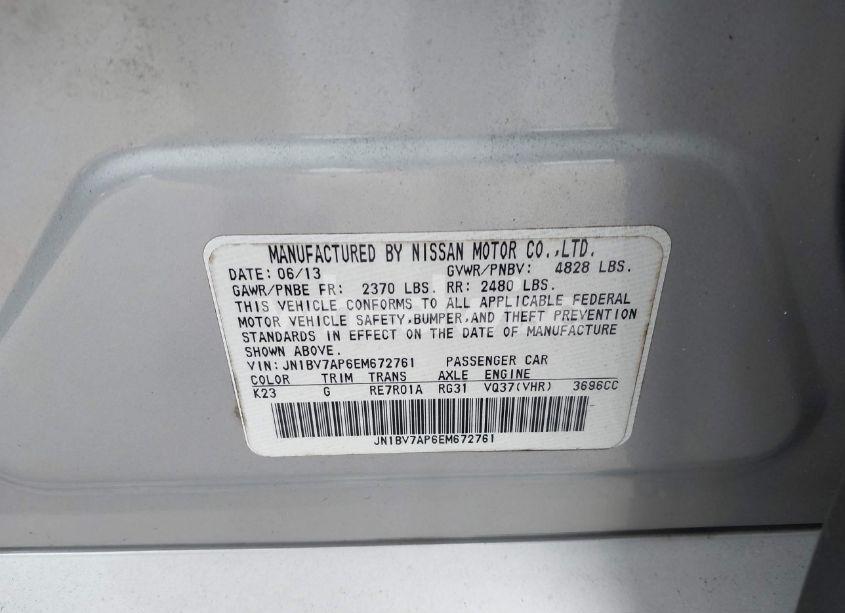 MANUFACTURED BY NISSAN MOTOR CO.,LTD.
DATE: 06/13 GVWR/PNBV: 4828 LBS.
GAWR/PNBE FR: 2370 LBS. RR: 2480 LBS.
THIS VEHICLE CONFORMS TO ALL APPLICABLE FEDERAL
MOTOR VEHICLE SAFETY,BUMPER,AND THEFT PREVENTION
STANDARDS IN EFFECT ON THE DATE OF MANUFACTURE
SHOWN ABOVE.
VIN:JN1BV7AP6EM672761 PASSENGER CAR
COLOR TRIM TRANS AXLE ENGINE
K23 G RE7R01A RG31 VQ37(VHR) 3696CC
JN1BV7AP6EM672761